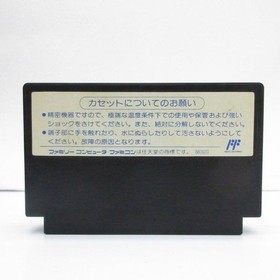 カセットについてのお願い
●精密機器ですので、極端な温度条件下での使用や保管および強い
ショックをさけてください。また、絶対に分解しないでください。
●端子部に手を触れたり、水にぬらしたりして汚さないようにして
ください。故障の原因となります。
ファミリーコンピュータ ファミコンは任天堂の商標です。